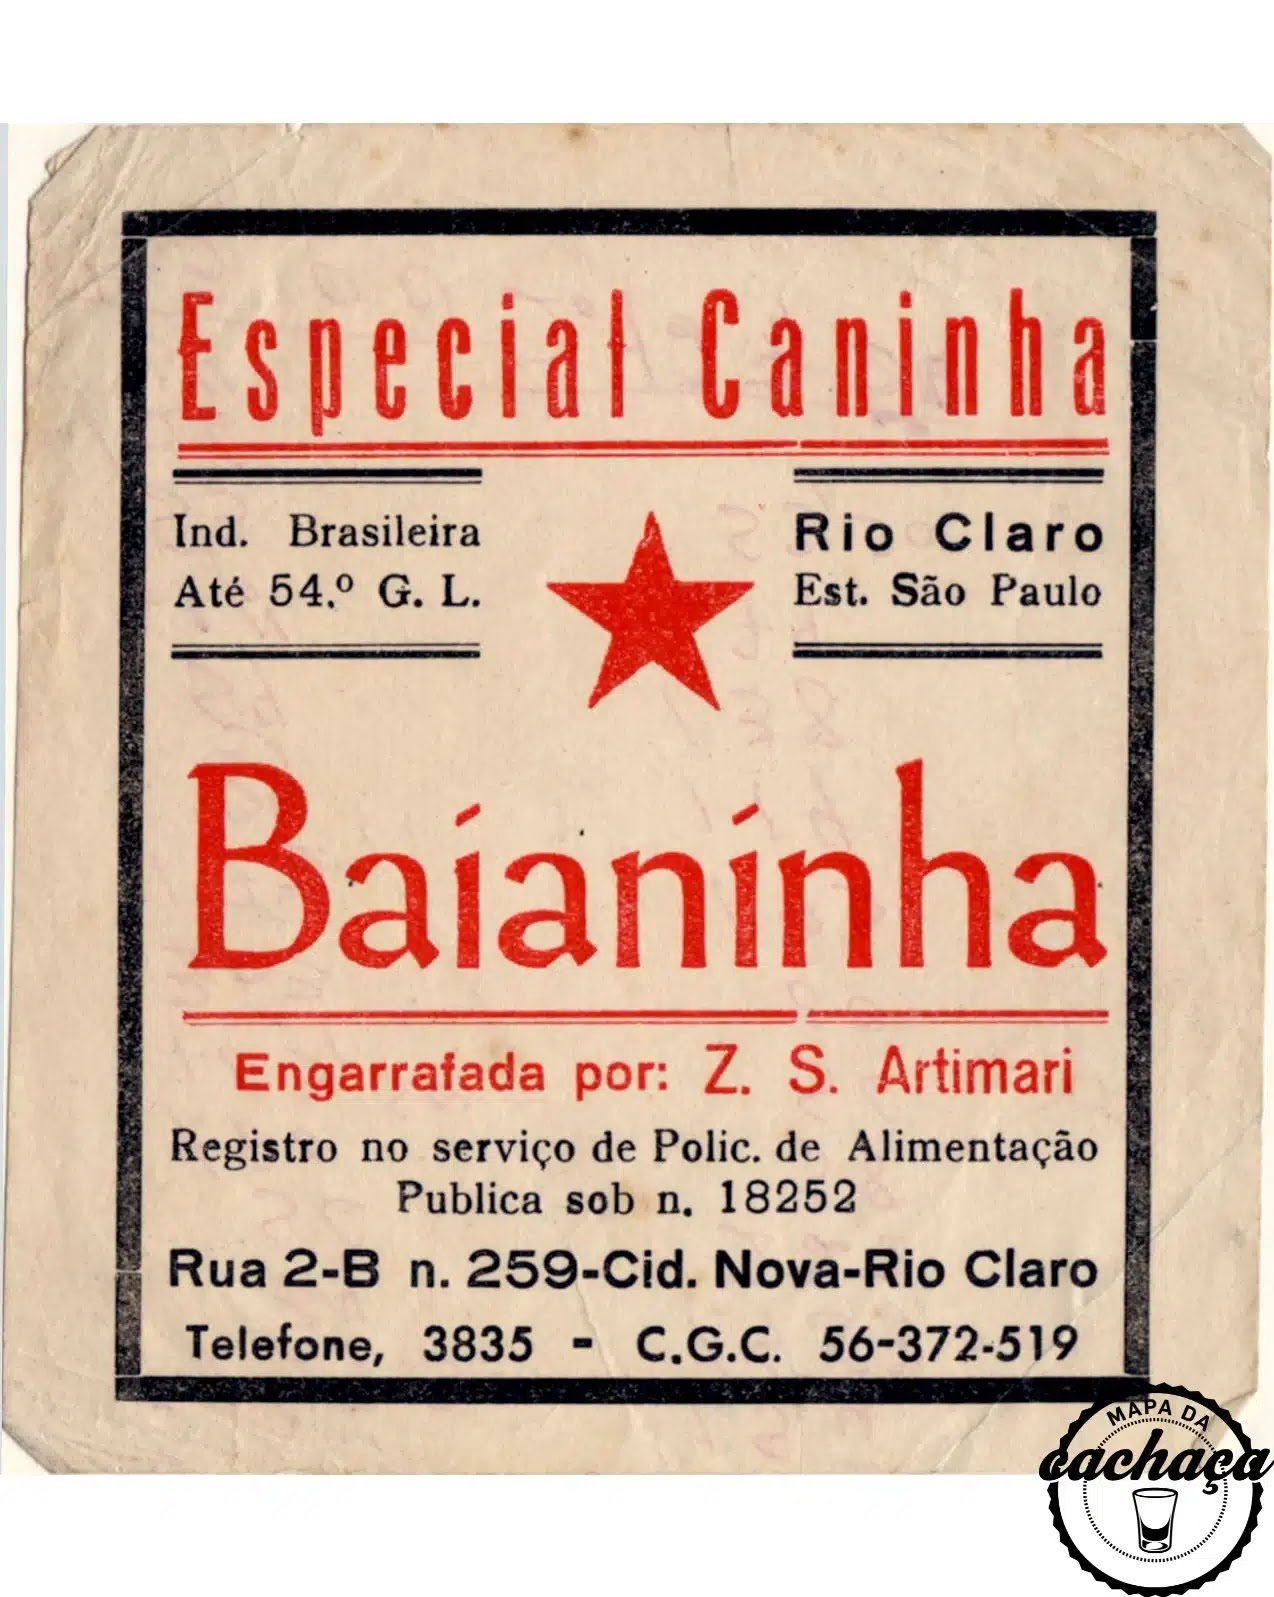 Especial Caninha
Ind. Brasileira
Até 54.º G. L.
Rio Claro
Est. São Paulo
Baíanínha
Engarrafada por: Z. S. Artimari
Registro no serviço de Polic. de Alimentação
Publica sob n. 18252
Rua 2-B n. 259-Cid. Nova-Rio Claro
Telefone, 3835 - C.G.C. 56-372-519
MAPA DA
cachaça